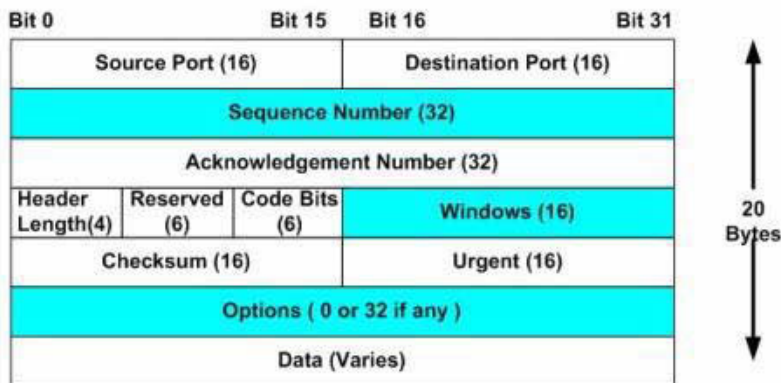 Bit 0 Bit 15 Bit 16 Bit 31
Source Port (16) Destination Port (16)
Sequence Number (32)
Acknowledgement Number (32)
Header Length(4) Reserved (6) Code Bits (6) Windows (16)
20 Bytes
Checksum (16) Urgent (16)
Options ( 0 or 32 if any )
Data (Varies)